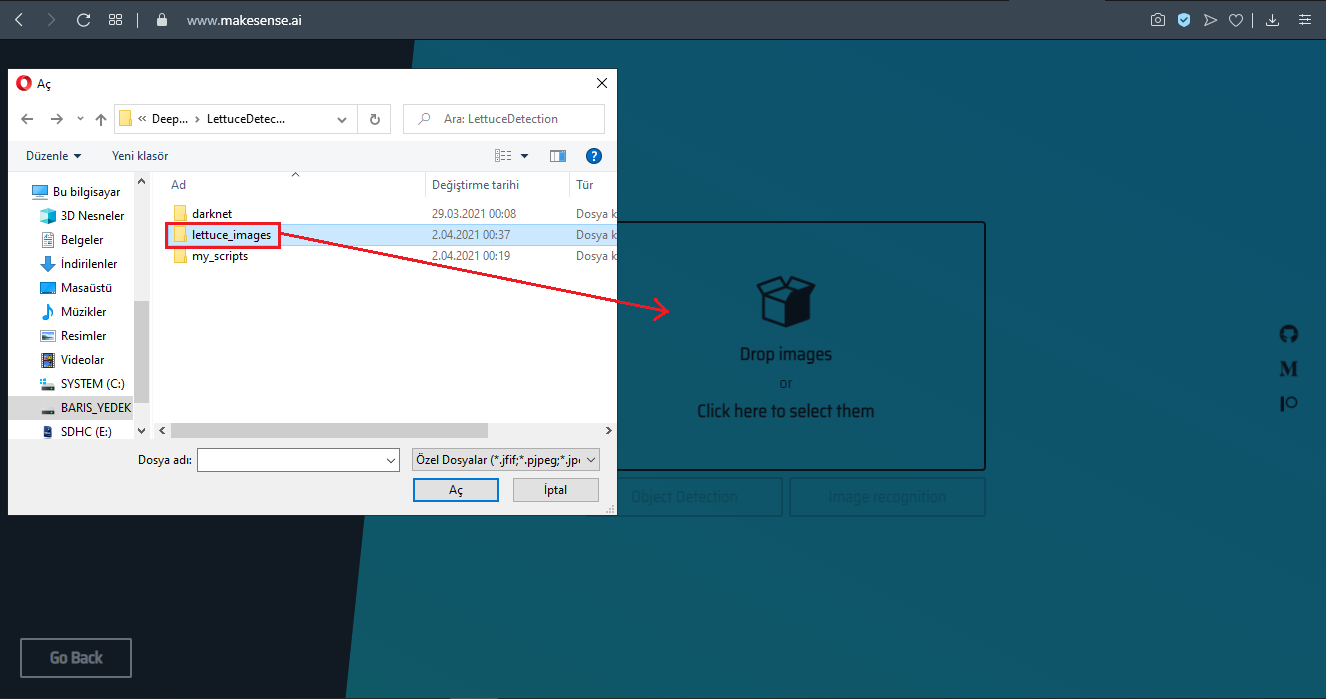 www.makesense.ai
Aç
« Deep... › LettuceDetec...
Ara: LettuceDetection
Düzenle
Yeni klasör
Bu bilgisayar
3D Nesneler
Belgeler
İndirilenler
Masaüstü
Müzikler
Resimler
Videolar
SYSTEM (C:)
BARIS_YEDEK
SDHC (E:)
Ad
Değiştirme tarihi
Tür
darknet
29.03.2021 00:08
Dosya k
lettuce_images
2.04.2021 00:37
Dosya k
my_scripts
2.04.2021 00:19
Dosya k
Dosya adı:
Özel Dosyalar (*.jfif;*.pjpeg;*.jpe
Aç
İptal
Drop images
or
Click here to select them
Object Detection
Image recognition
Go Back